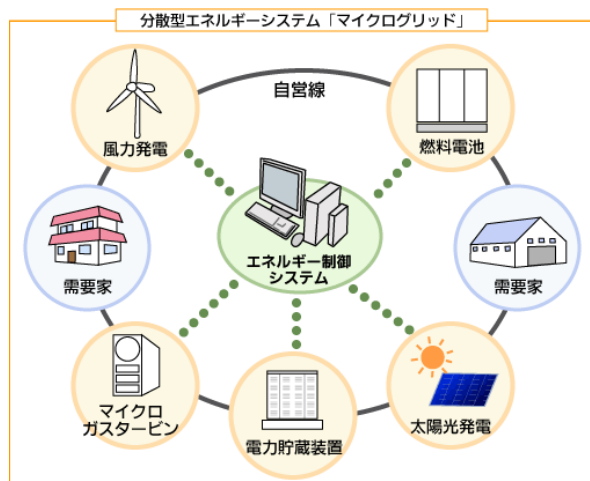 分散型エネルギーシステム「マイクログリッド」
自営線
風力発電
燃料電池
エネルギー制御
システム
需要家
需要家
マイクロ
ガスタービン
電力貯蔵装置
太陽光発電